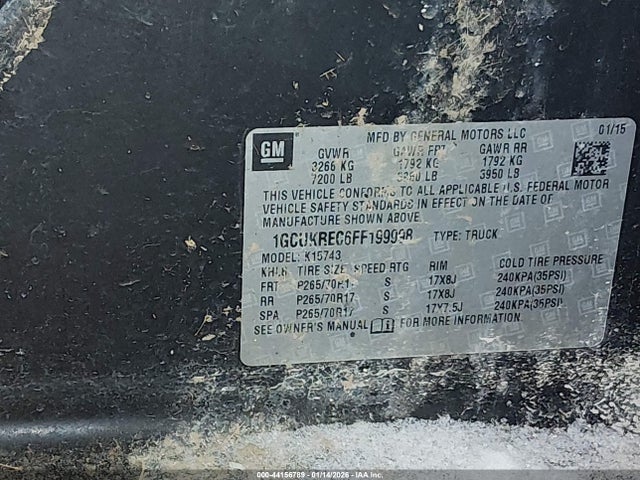 GM
MFD BY GENERAL MOTORS LLC 01/15
GVWR GAWR FRT GAWR RR
3266 KG 1792 KG 1792 KG
7200 LB 3950 LB 3950 LB
THIS VEHICLE CONFORMS TO ALL APPLICABLE U.S. FEDERAL MOTOR
VEHICLE SAFETY STANDARDS IN EFFECT ON THE DATE OF
MANUFACTURE SHOWN ABOVE.
TYPE: TRUCK
MODEL: K15743
TIRE SIZE SPEED RTG RIM COLD TIRE PRESSURE
FRT P265/70R17 S 17X8J 240KPA(35PSI)
RR P265/70R17 S 17X8J 240KPA(35PSI)
SPA P265/70R17 S 17X7.5J 240KPA(35PSI)
SEE OWNER'S MANUAL FOR MORE INFORMATION.
000-44156789 - 01/14/2026 - IAA Inc.